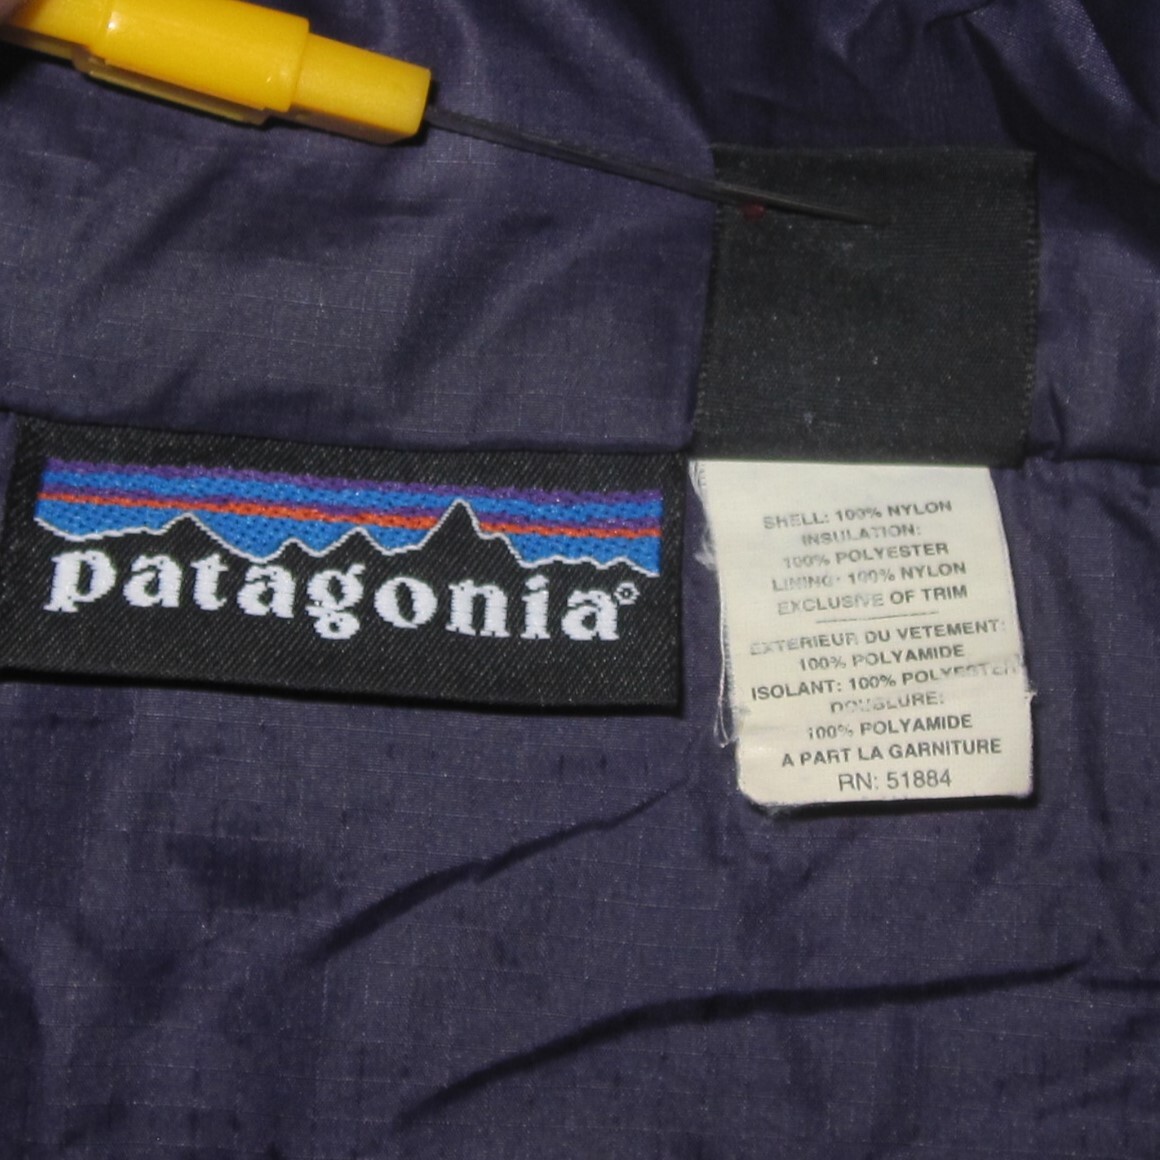 patagonia®
SHELL: 100% NYLON
INSULATION:
100% POLYESTER
LINING: 100% NYLON
EXCLUSIVE OF TRIM
EXTERIEUR DU VETEMENT:
100% POLYAMIDE
ISOLANT: 100% POLYESTER
DOUBLURE:
100% POLYAMIDE
A PART LA GARNITURE
RN: 51884